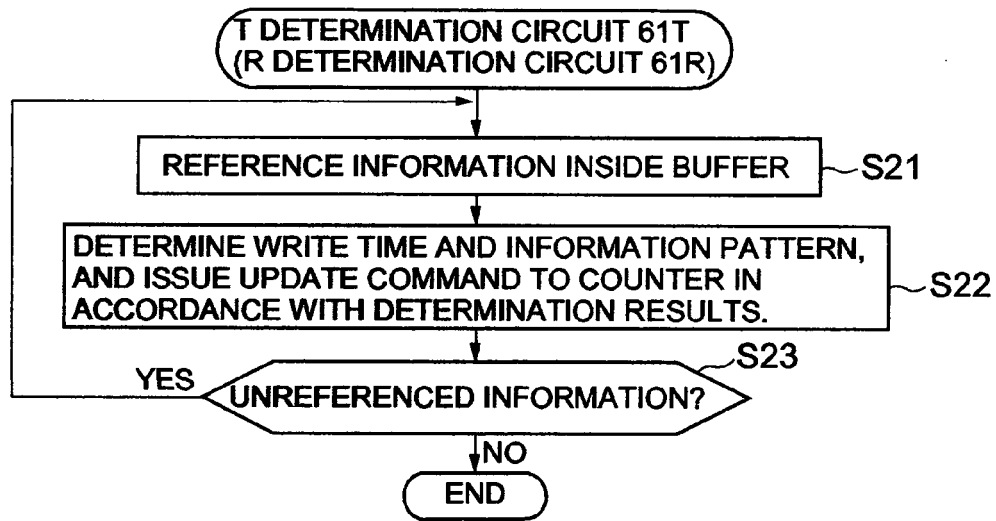 T DETERMINATION CIRCUIT 61T
(R DETERMINATION CIRCUIT 61R)
REFERENCE INFORMATION INSIDE BUFFER
S21
DETERMINE WRITE TIME AND INFORMATION PATTERN,
AND ISSUE UPDATE COMMAND TO COUNTER IN
ACCORDANCE WITH DETERMINATION RESULTS.
S22
S23
YES
UNREFERENCED INFORMATION?
NO
END